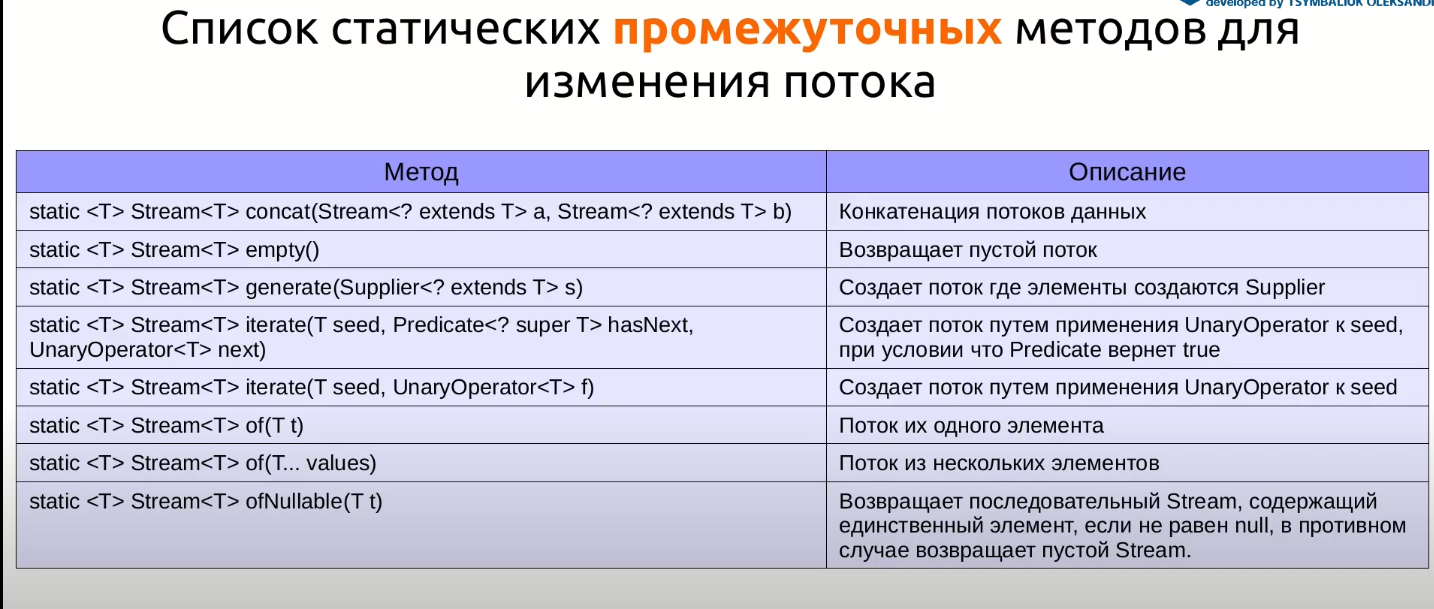 developed by TSYMBALIUK OLEKSANDR
Список статических промежуточных методов для
изменения потока
Метод
Описание
static <T> Stream<T> concat(Stream<? extends T> a, Stream<? extends T> b)
Конкатенация потоков данных
static <T> Stream<T> empty()
Возвращает пустой поток
static <T> Stream<T> generate(Supplier<? extends T> s)
Создает поток где элементы создаются Supplier
static <T> Stream<T> iterate(T seed, Predicate<? super T> hasNext,
UnaryOperator<T> next)
Создает поток путем применения UnaryOperator к seed,
при условии что Predicate вернет true
static <T> Stream<T> iterate(T seed, UnaryOperator<T> f)
Создает поток путем применения UnaryOperator к seed
static <T> Stream<T> of(T t)
Поток их одного элемента
static <T> Stream<T> of(T... values)
Поток из нескольких элементов
static <T> Stream<T> ofNullable(T t)
Возвращает последовательный Stream, содержащий
единственный элемент, если не равен null, в противном
случае возвращает пустой Stream.